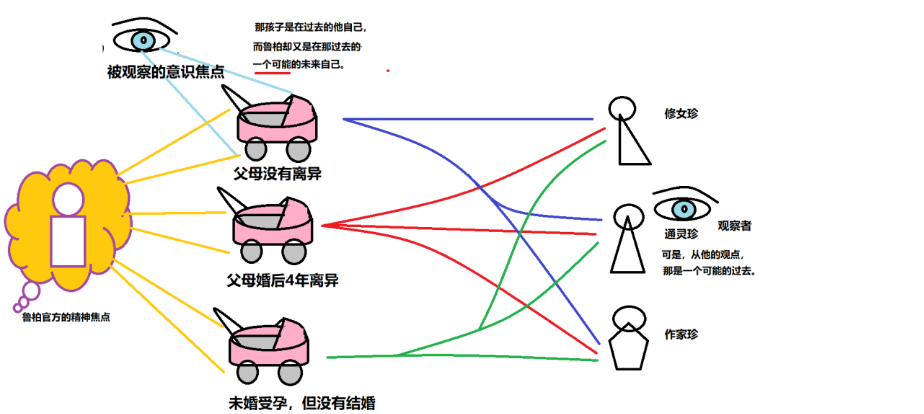 那孩子是在过去的他自己，
而鲁柏却又是在那过去的
一个可能的未来自己。
被观察的意识焦点
父母没有离异
修女珍
通灵珍
观察者
可是，从他的观点，
那是一个可能的过去。
父母婚后4年离异
鲁柏官方的精神焦点
作家珍
未婚受孕，但没有结婚